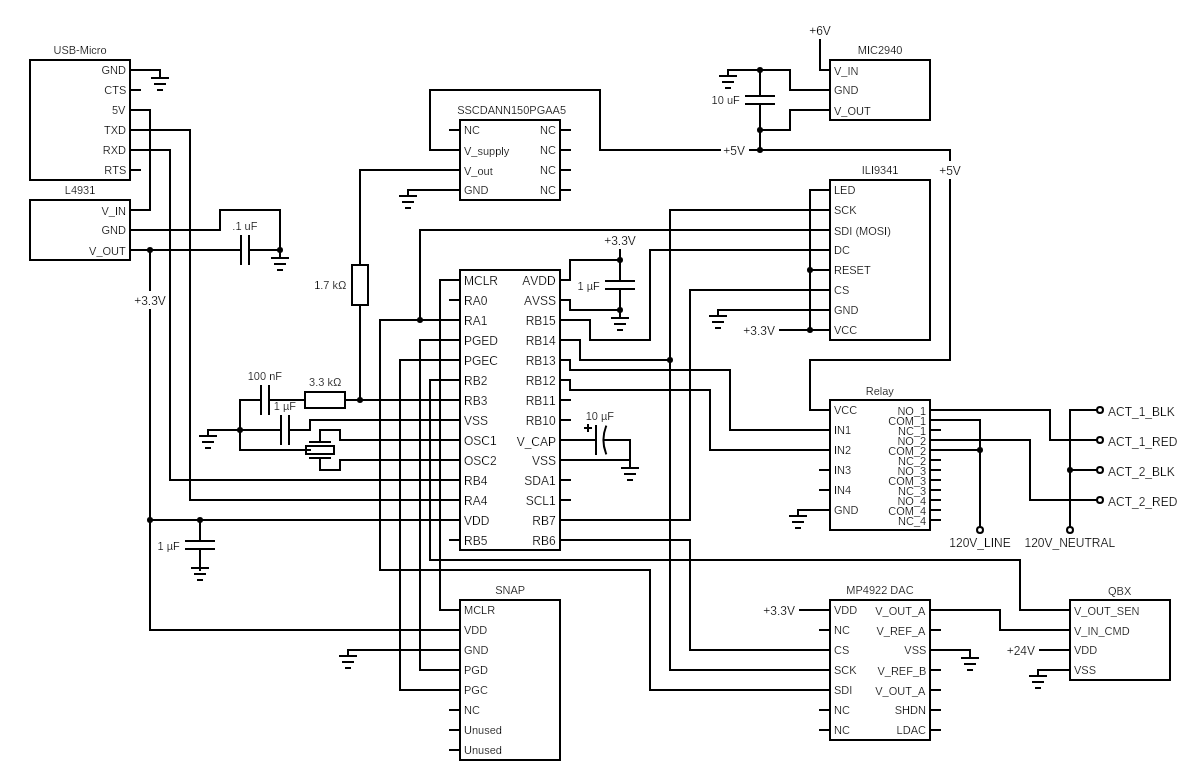 USB-Micro
GND
CTS
5V
TXD
RXD
RTS
L4931
V_IN
GND
V_OUT
.1 uF
+3.3V
SSCDANN150PGAA5
NC NC
V_supply NC
V_out NC
GND NC
+6V
MIC2940
V_IN
GND
V_OUT
10 uF
+5V
+5V
ILI9341
LED
SCK
SDI (MOSI)
DC
RESET
CS
GND
VCC
+3.3V
1.7 kΩ
+3.3V
1 µF
MCLR AVDD
RA0 AVSS
RA1 RB15
PGED RB14
PGEC RB13
RB2 RB12
RB3 RB11
VSS RB10
OSC1 V_CAP
OSC2 VSS
RB4 SDA1
RA4 SCL1
VDD RB7
RB5 RB6
100 nF
3.3 kΩ
1 µF
10 µF
1 µF
Relay
VCC
IN1
IN2
IN3
IN4
GND
NO_1
COM_1
NC_1
NO_2
COM_2
NC_2
NO_3
COM_3
NC_3
NO_4
COM_4
NC_4
ACT_1_BLK
ACT_1_RED
ACT_2_BLK
ACT_2_RED
120V_LINE
120V_NEUTRAL
SNAP
MCLR
VDD
GND
PGD
PGC
NC
Unused
Unused
MP4922 DAC
+3.3V
VDD V_OUT_A
NC V_REF_A
CS VSS
SCK V_REF_B
SDI V_OUT_A
NC SHDN
NC LDAC
QBX
V_OUT_SEN
V_IN_CMD
+24V
VDD
VSS